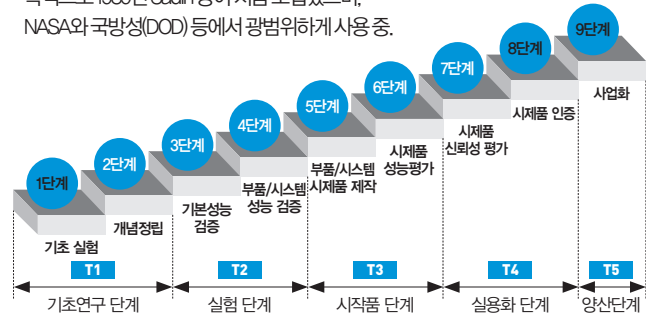 NASA와 국방성(DOD) 등에서 광범위하게 사용 중.
1단계
2단계
3단계
4단계
5단계
6단계
7단계
8단계
9단계
기초 실험
개념정립
기본성능
검증
부품/시스템
성능 검증
부품/시스템
시제품 제작
시제품
성능평가
시제품
신뢰성 평가
시제품 인증
사업화
T1
T2
T3
T4
T5
기초연구 단계
실험 단계
시작품 단계
실용화 단계
양산단계